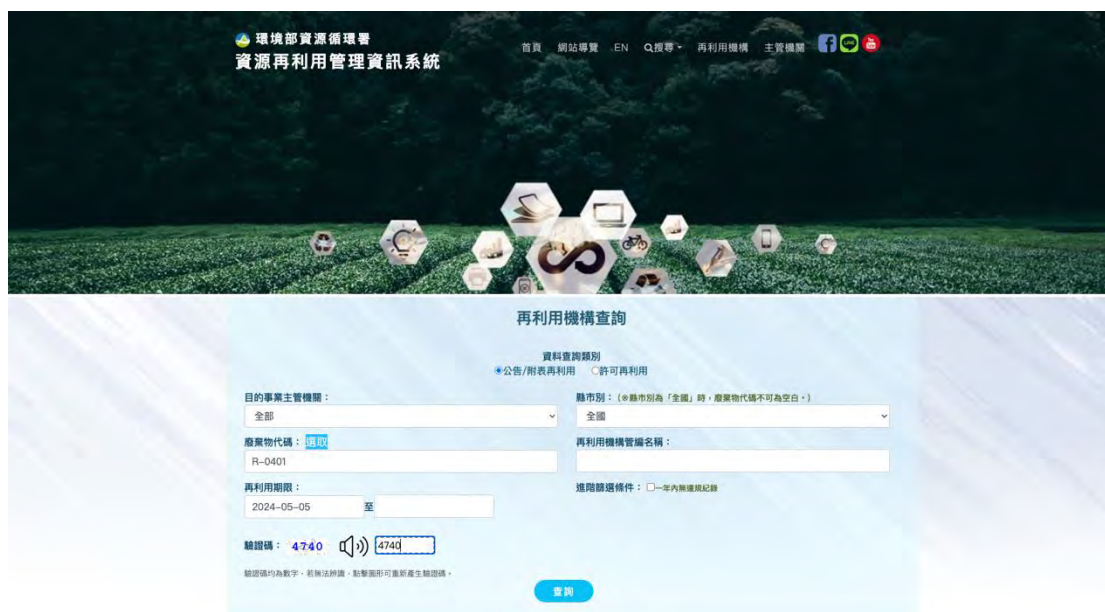 環境部資源循環署
資源再利用管理資訊系統
首頁 網站導覽 EN 搜尋 再利用機構 主管機關
再利用機構查詢
資料查詢類別
公告/附表再利用 許可再利用
目的事業主管機關： 縣市別：(※縣市別為「全國」時，廢棄物代碼不可為空白。)
全部 全國
廢棄物代碼：選取 再利用機構管編名稱：
R-0401
再利用期限： 進階篩選條件： 一年內無違規紀錄
2024-05-05 至
驗證碼： 4740 4740
驗證碼均為數字，若無法辨識，點擊圖形可重新產生驗證碼。
查詢